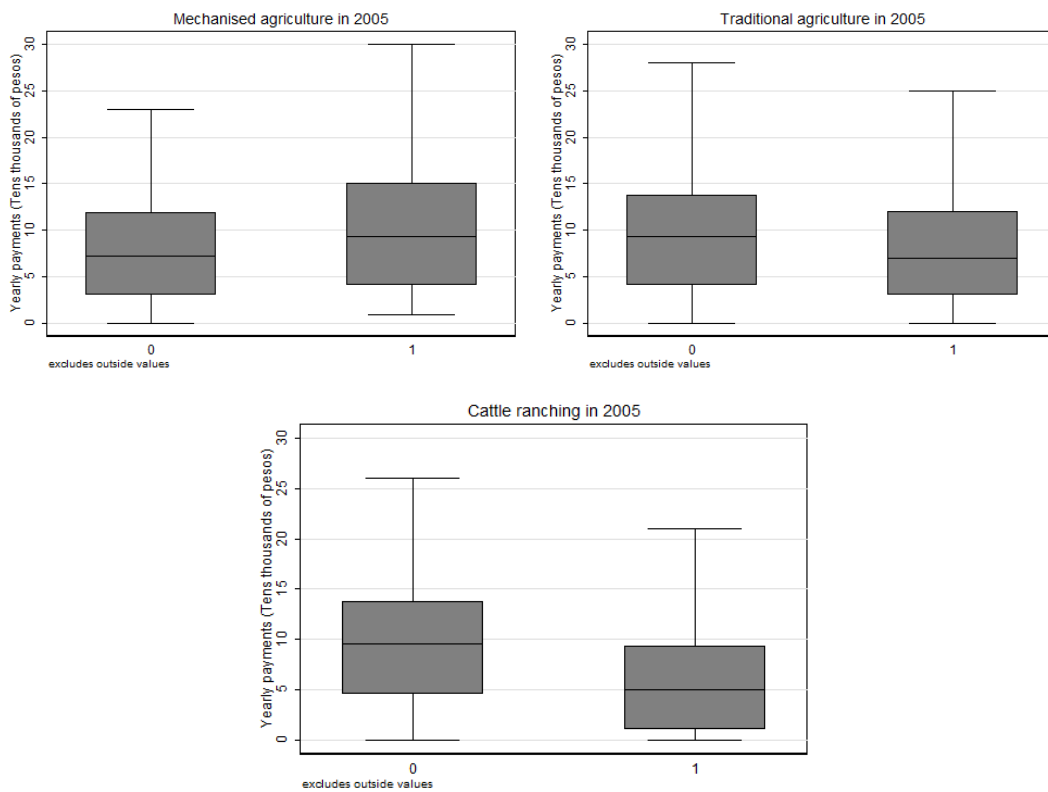 Mechanised agriculture in 2005
Yearly payments (Tens thousands of pesos)
30
25
20
15
10
5
0
0 1
excludes outside values
Traditional agriculture in 2005
Yearly payments (Tens thousands of pesos)
30
25
20
15
10
5
0
0 1
excludes outside values
Cattle ranching in 2005
Yearly payments (Tens thousands of pesos)
30
25
20
15
10
5
0
0 1
excludes outside values